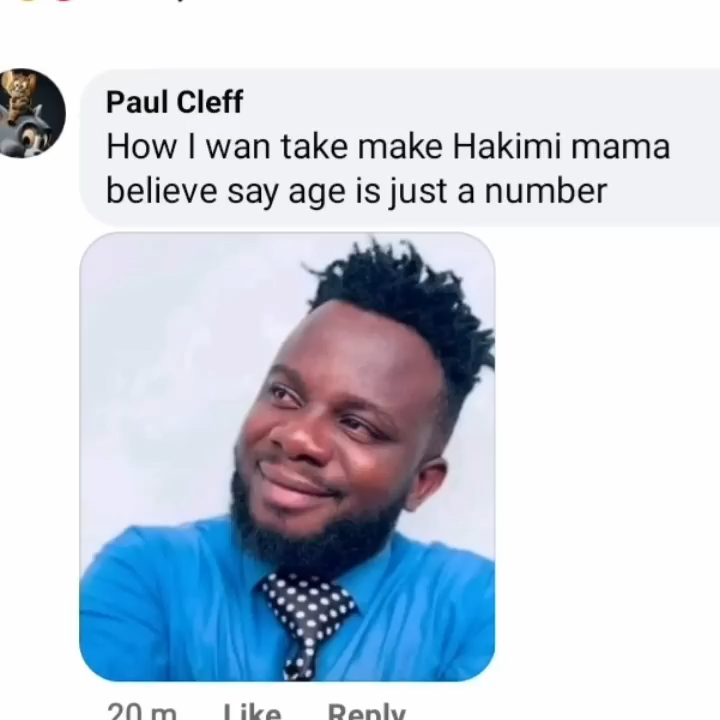 Paul Cleff
How I wan take make Hakimi mama
believe say age is just a number
20 m Like Reply